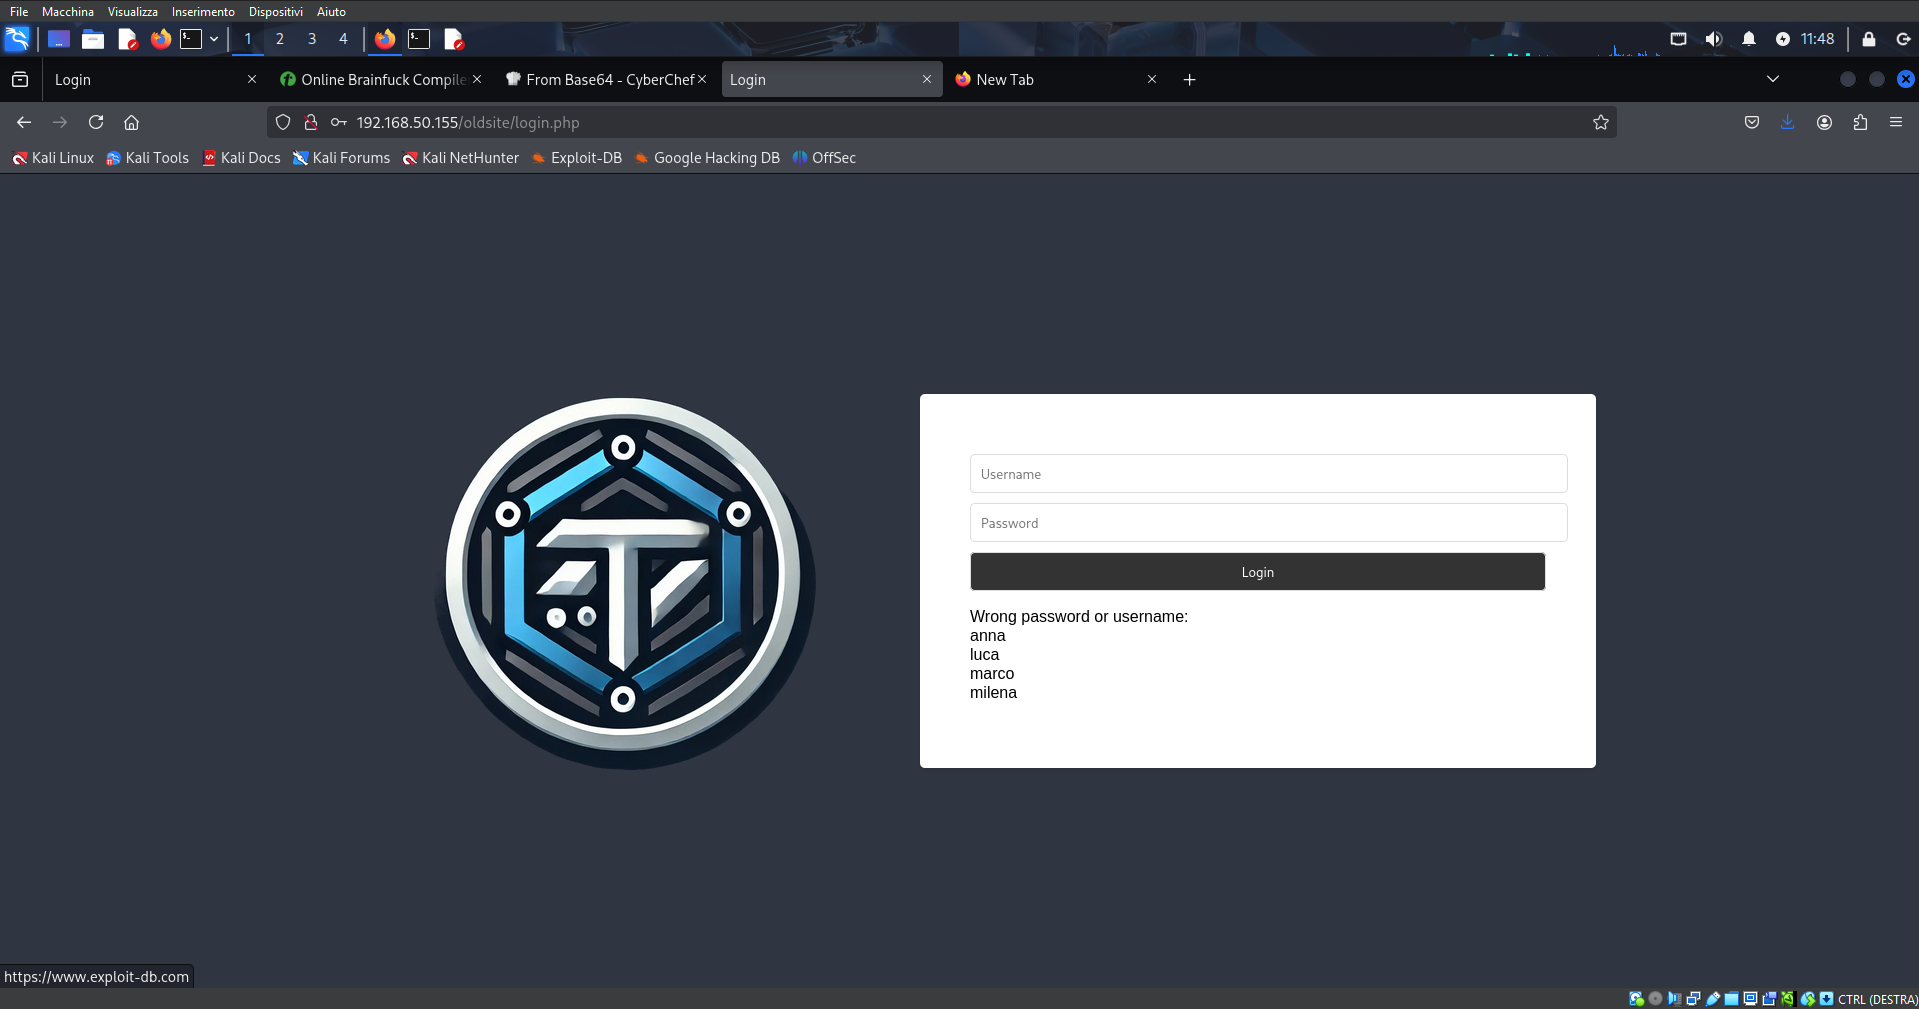 File Macchina Visualizza Inserimento Dispositivi Aiuto
1 2 3 4 11:48
Login Online Brainfuck Compile From Base64 - CyberChef Login New Tab
192.168.50.155/oldsite/login.php
Kali Linux Kali Tools Kali Docs Kali Forums Kali NetHunter Exploit-DB Google Hacking DB OffSec
T
Username
Password
Login
Wrong password or username:
anna
luca
marco
milena
https://www.exploit-db.com
CTRL (DESTRA)